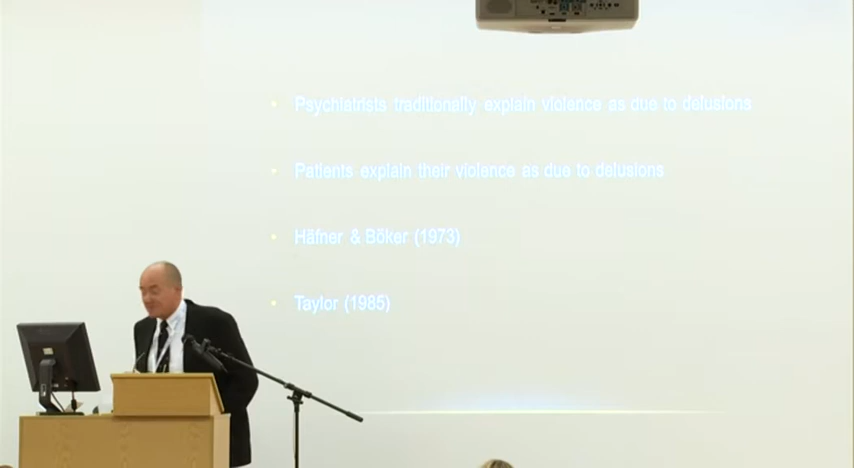 • Psychiatrists traditionally explain violence as due to delusions
• Patients explain their violence as due to delusions
• Häfner & Böker (1973)
• Taylor (1985)